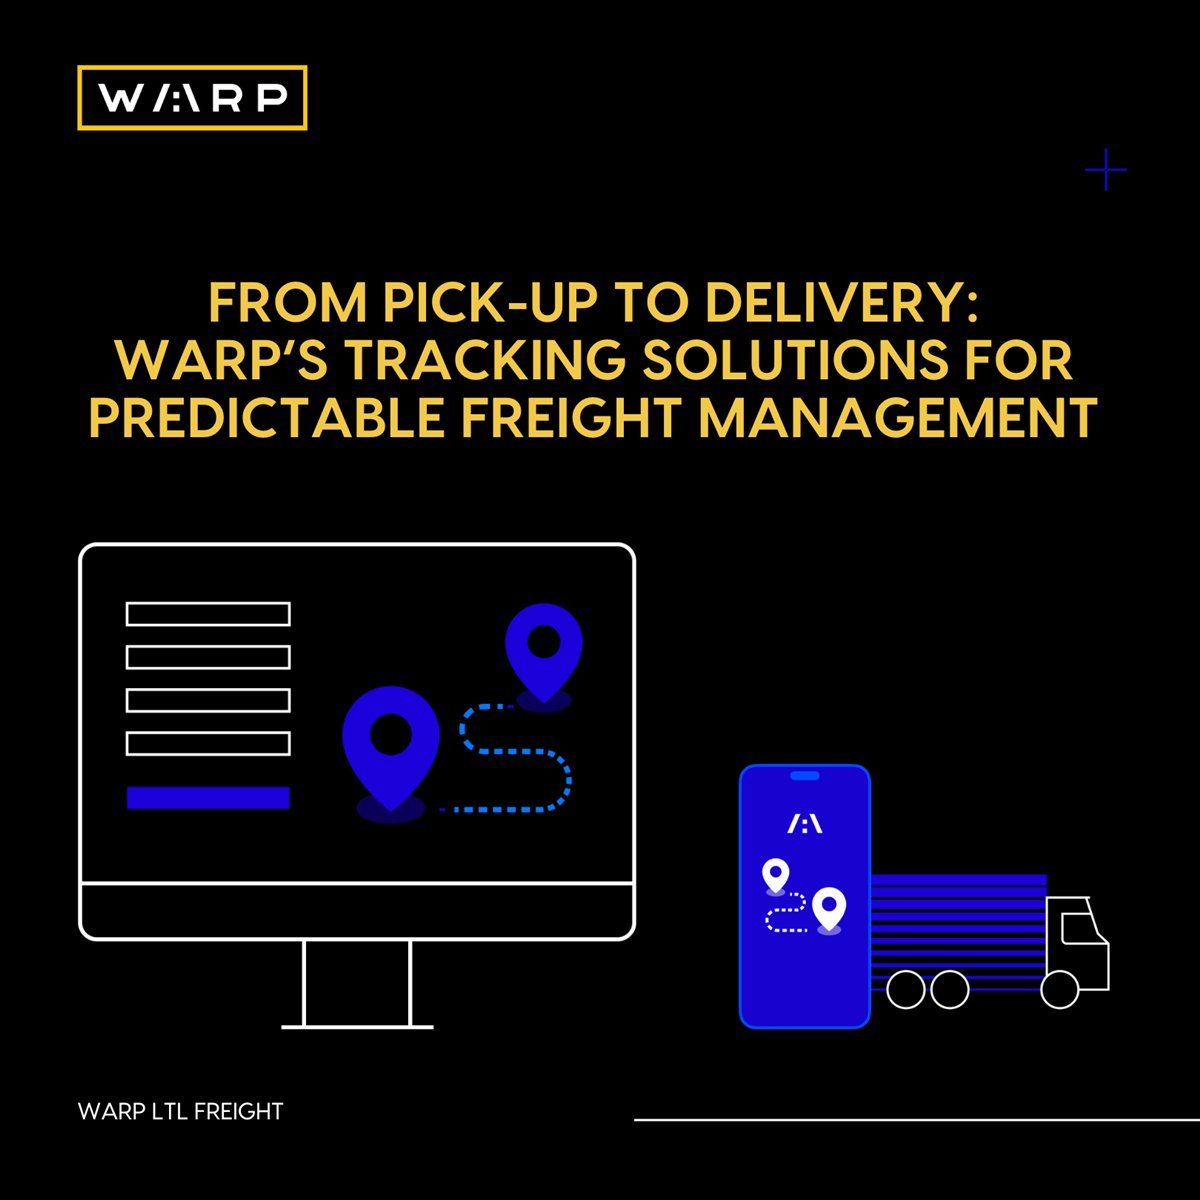 WARP
FROM PICK-UP TO DELIVERY:
WARP’S TRACKING SOLUTIONS FOR
PREDICTABLE FREIGHT MANAGEMENT
WARP LTL FREIGHT